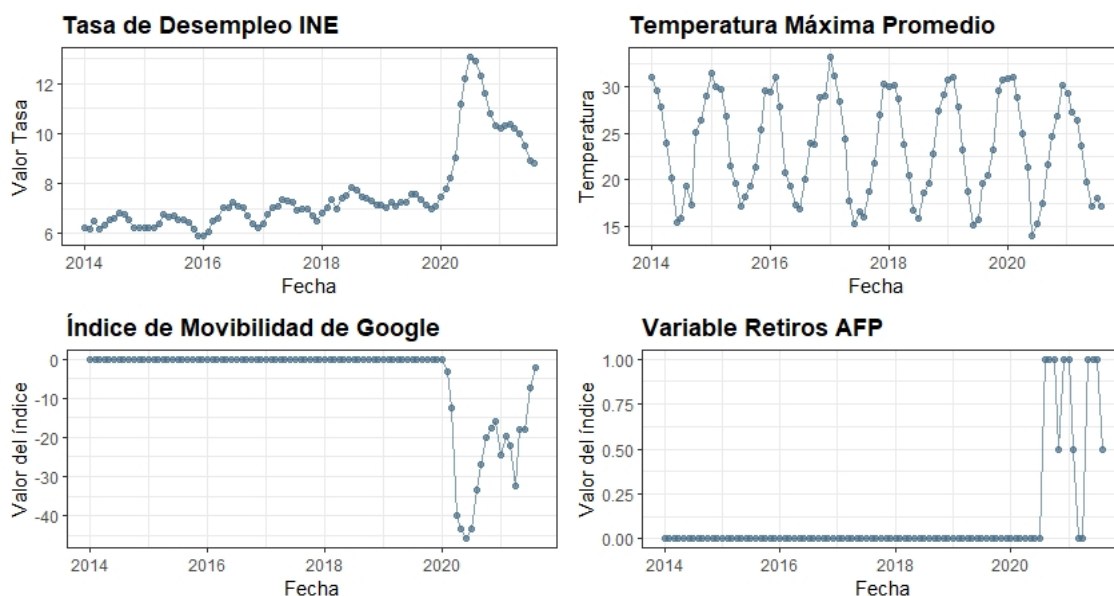 Tasa de Desempleo INE
Valor Tasa
12
10
8
6
2014 2016 2018 2020
Fecha
Temperatura Máxima Promedio
Temperatura
30
25
20
15
2014 2016 2018 2020
Fecha
Índice de Movibilidad de Google
Valor del índice
0
-10
-20
-30
-40
2014 2016 2018 2020
Fecha
Variable Retiros AFP
Valor del índice
1.00
0.75
0.50
0.25
0.00
2014 2016 2018 2020
Fecha